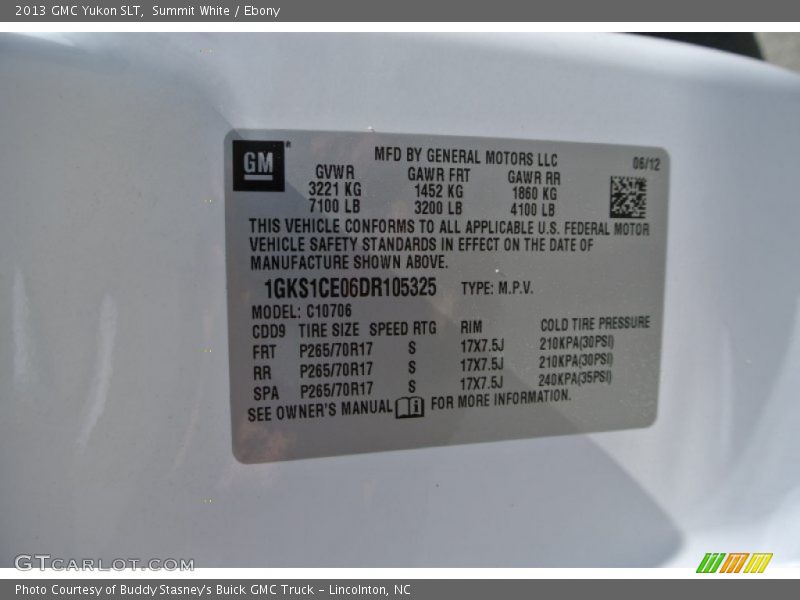 2013 GMC Yukon SLT, Summit White / Ebony
GM
MFD BY GENERAL MOTORS LLC 06/12
GVWR GAWR FRT GAWR RR
3221 KG 1452 KG 1860 KG
7100 LB 3200 LB 4100 LB
THIS VEHICLE CONFORMS TO ALL APPLICABLE U.S. FEDERAL MOTOR
VEHICLE SAFETY STANDARDS IN EFFECT ON THE DATE OF
MANUFACTURE SHOWN ABOVE.
1GKS1CE06DR105325 TYPE: M.P.V.
MODEL: C10706
CDD9 TIRE SIZE SPEED RTG RIM COLD TIRE PRESSURE
FRT P265/70R17 S 17X7.5J 210KPA(30PSI)
RR P265/70R17 S 17X7.5J 210KPA(30PSI)
SPA P265/70R17 S 17X7.5J 240KPA(35PSI)
SEE OWNER'S MANUAL FOR MORE INFORMATION.
GTCARLOT.COM
Photo Courtesy of Buddy Stasney's Buick GMC Truck - Lincolnton, NC